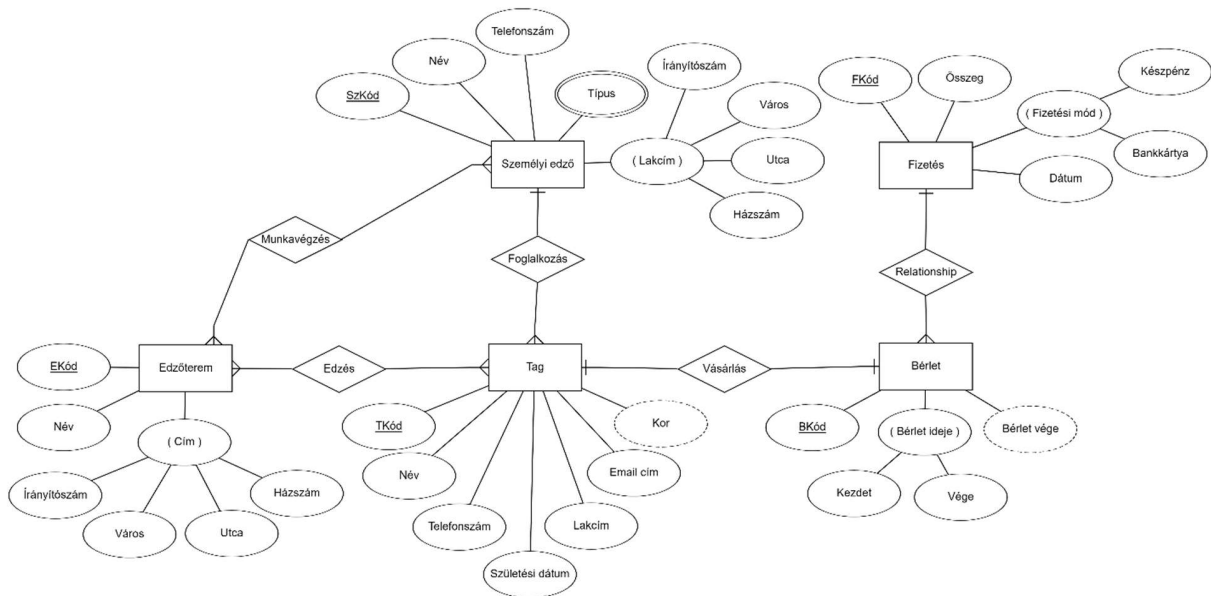 Telefonszám
Név
SzKód
Típus
Írányítószám
Város
Személyi edző
( Lakcím )
Utca
Házszám
FKód
Összeg
Készpénz
( Fizetési mód )
Bankkártya
Fizetés
Dátum
Munkavégzés
Foglalkozás
Relationship
EKód
Edzőterem
Edzés
Tag
Vásárlás
Bérlet
Név
( Cím )
Írányítószám
Város
Utca
Házszám
TKód
Név
Telefonszám
Születési dátum
Lakcím
Email cím
Kor
BKód
( Bérlet ideje )
Bérlet vége
Kezdet
Vége